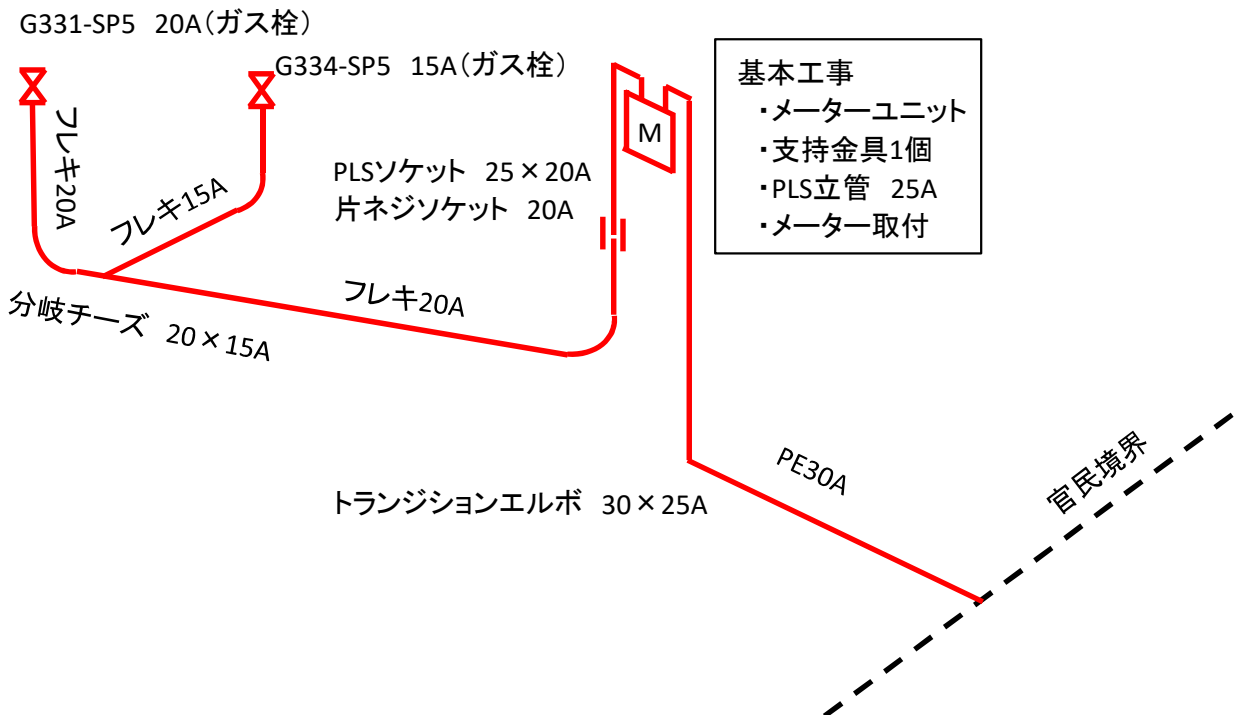 G331-SP5 20A(ガス栓)
G334-SP5 15A(ガス栓)
フレキ20A
フレキ15A
PLSソケット 25×20A
片ネジソケット 20A
M
基本工事
・メーターユニット
・支持金具1個
・PLS立管 25A
・メーター取付
分岐チーズ 20×15A
フレキ20A
トランジションエルボ 30×25A
PE30A
官民境界